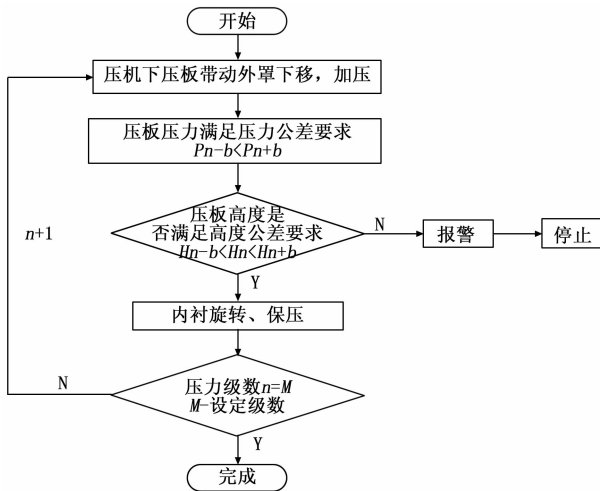 开始
压机下压板带动外罩下移，加压
压板压力满足压力公差要求
Pn-b<Pn+b
压板高度是
否满足高度公差要求
Hn-b<Hn<Hn+b
N
报警
停止
n+1
Y
内衬旋转、保压
N
压力级数n=M
M-设定级数
Y
完成